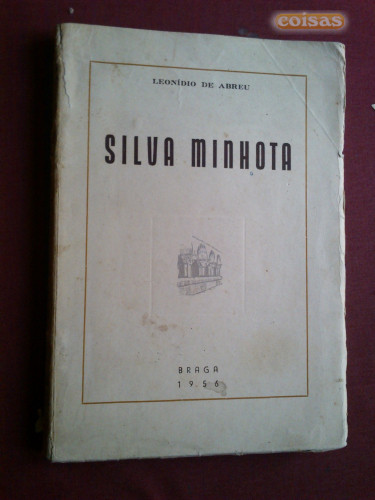 coisas
LEONÍDIO DE ABREU
SILVA MINHOTA
BRAGA
1956